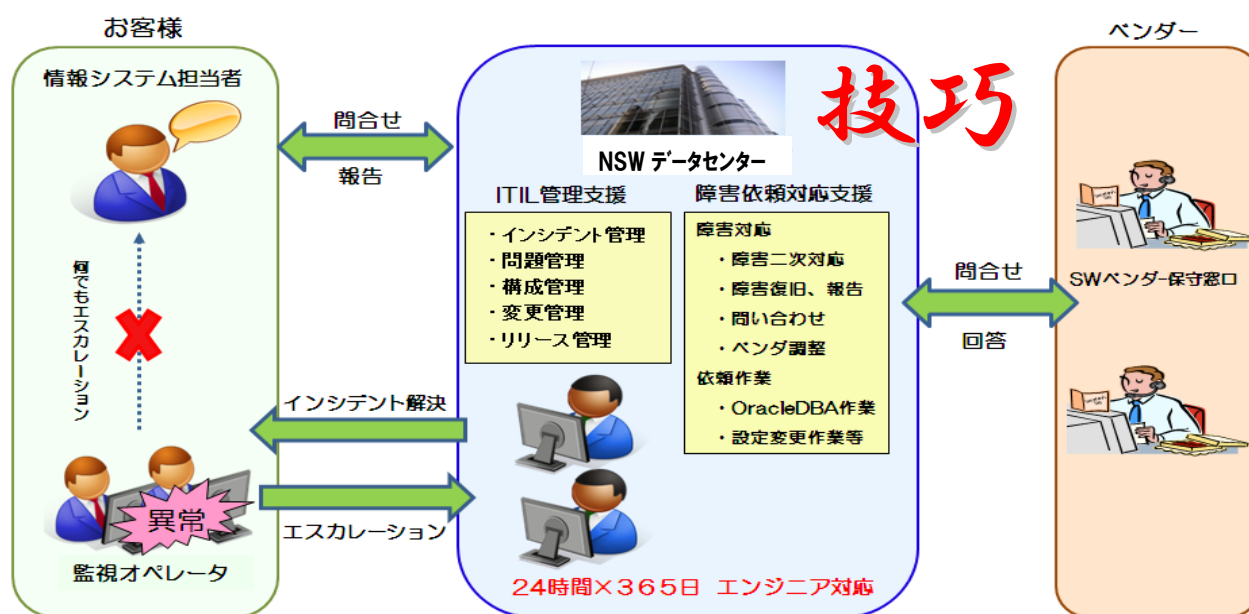 お客様
情報システム担当者
何でもエスカレーション
異常
監視オペレータ
問合せ
報告
インシデント解決
エスカレーション
技巧
NSW データセンター
ITIL管理支援
・インシデント管理
・問題管理
・構成管理
・変更管理
・リリース管理
障害依頼対応支援
障害対応
・障害二次対応
・障害復旧、報告
・問い合わせ
・ベンダ調整
依頼作業
・OracleDBA作業
・設定変更作業等
24時間×365日 エンジニア対応
問合せ
回答
ベンダー
SWベンダー保守窓口